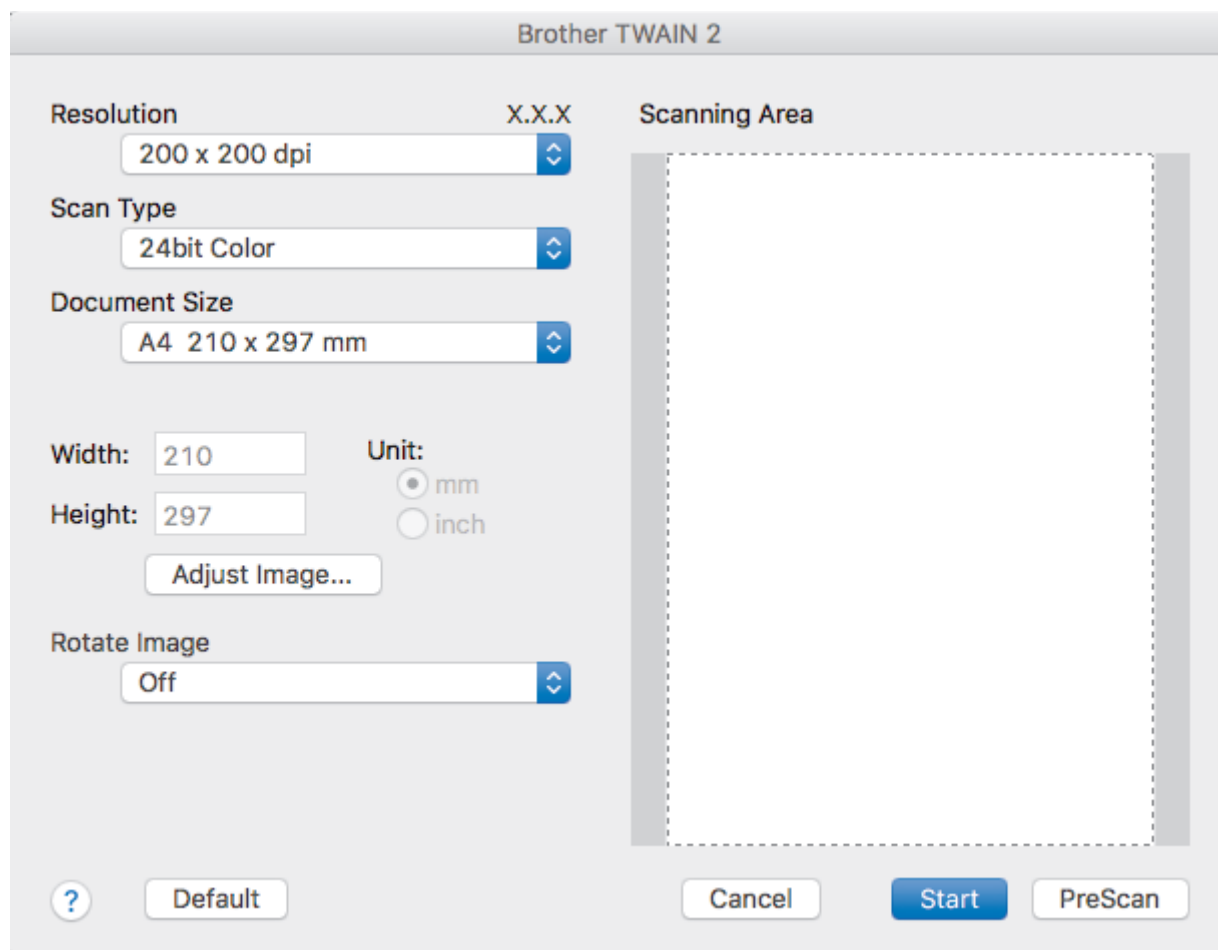 Brother TWAIN 2
Resolution X.X.X
200 x 200 dpi
Scan Type
24bit Color
Document Size
A4 210 x 297 mm
Width: 210
Unit:
mm
Height: 297
inch
Adjust Image...
Rotate Image
Off
Scanning Area
? Default Cancel Start PreScan